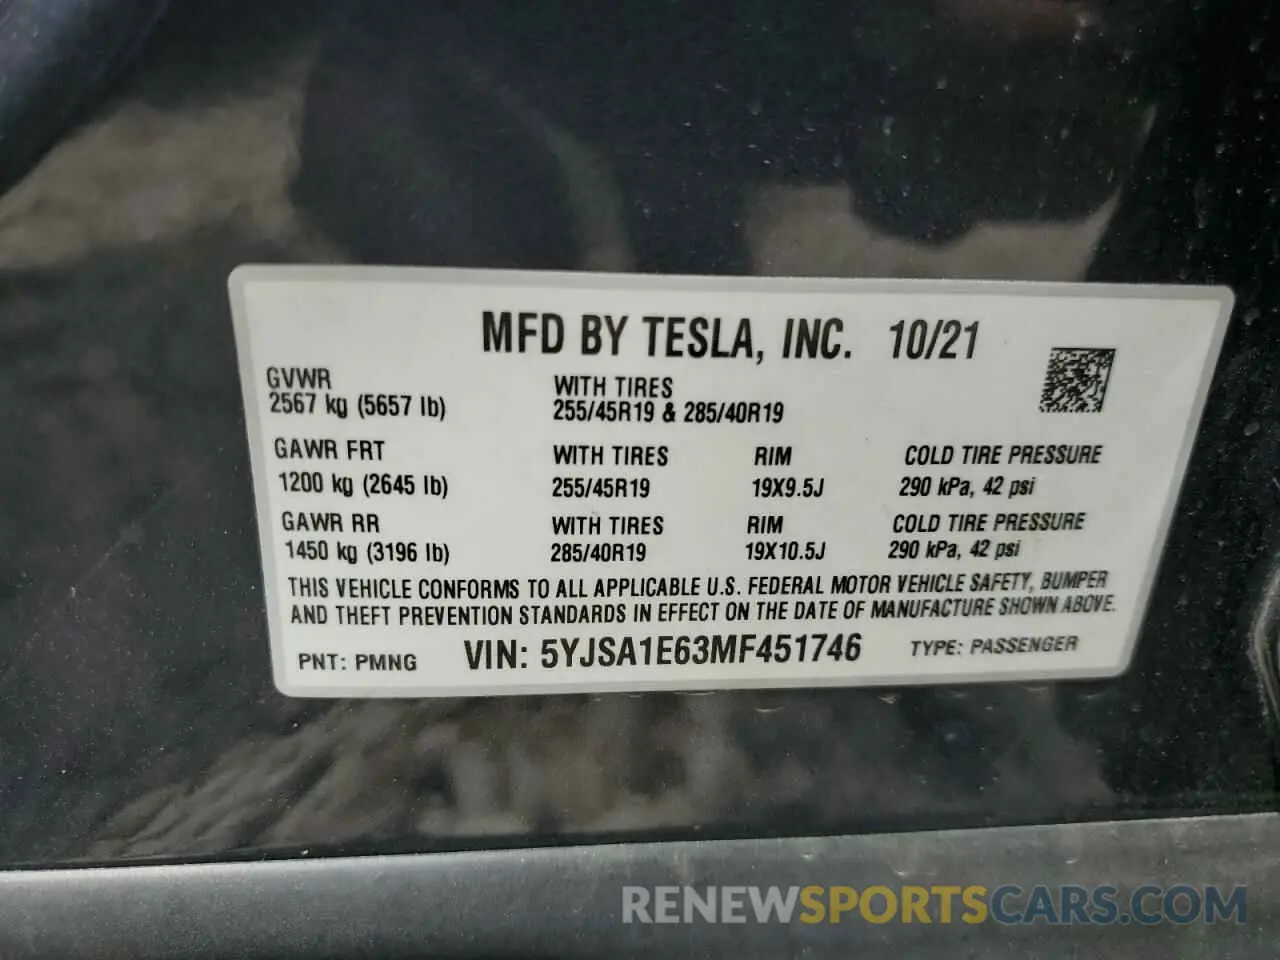 MFD BY TESLA, INC. 10/21
GVWR
2567 kg (5657 lb)
WITH TIRES
255/45R19 & 285/40R19
GAWR FRT WITH TIRES RIM COLD TIRE PRESSURE
1200 kg (2645 lb) 255/45R19 19X9.5J 290 kPa, 42 psi
GAWR RR WITH TIRES RIM COLD TIRE PRESSURE
1450 kg (3196 lb) 285/40R19 19X10.5J 290 kPa, 42 psi
THIS VEHICLE CONFORMS TO ALL APPLICABLE U.S. FEDERAL MOTOR VEHICLE SAFETY, BUMPER
AND THEFT PREVENTION STANDARDS IN EFFECT ON THE DATE OF MANUFACTURE SHOWN ABOVE.
PNT: PMNG VIN: 5YJSA1E63MF451746 TYPE: PASSENGER
RENEWSPORTSCARS.COM